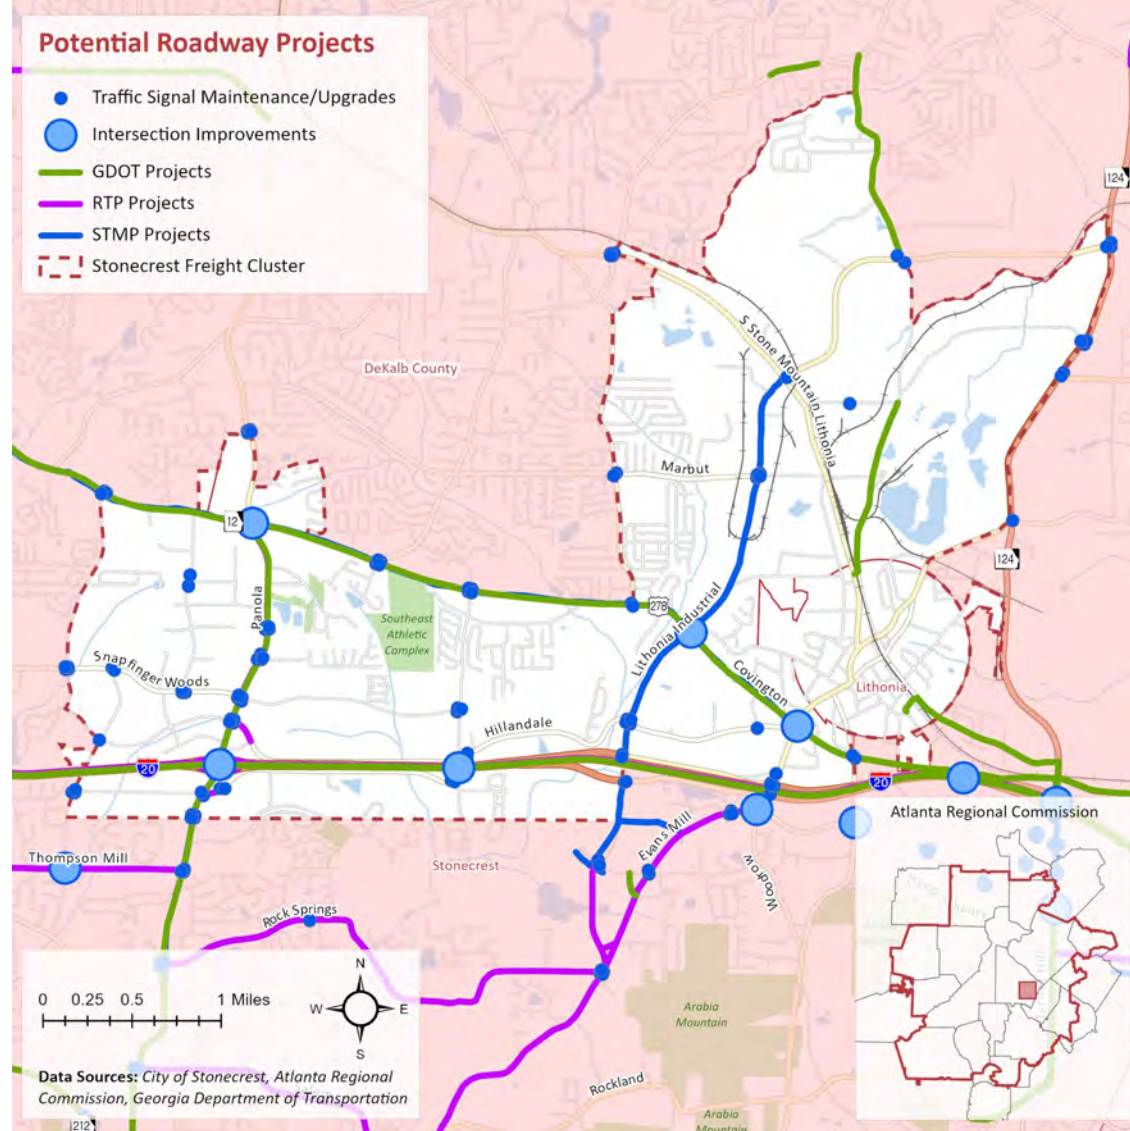 Potential Roadway Projects
Traffic Signal Maintenance/Upgrades
Intersection Improvements
GDOT Projects
RTP Projects
STMP Projects
Stonecrest Freight Cluster
124
S Stone Mountain Lithonia
DeKalb County
Marbut
12
124
278
Panola
Southeast
Athletic
Complex
Lithonia Industrial
Snapfinger Woods
Covington
Lithonia
Hillandale
20
20
Atlanta Regional Commission
Evans Mill
Thompson Mill
Stonecrest
Woodrow
Rock Springs
0 0.25 0.5 1 Miles
N
W E
S
Arabia
Mountain
Data Sources: City of Stonecrest, Atlanta Regional
Commission, Georgia Department of Transportation
Rockland
Arabia
Mountain
212